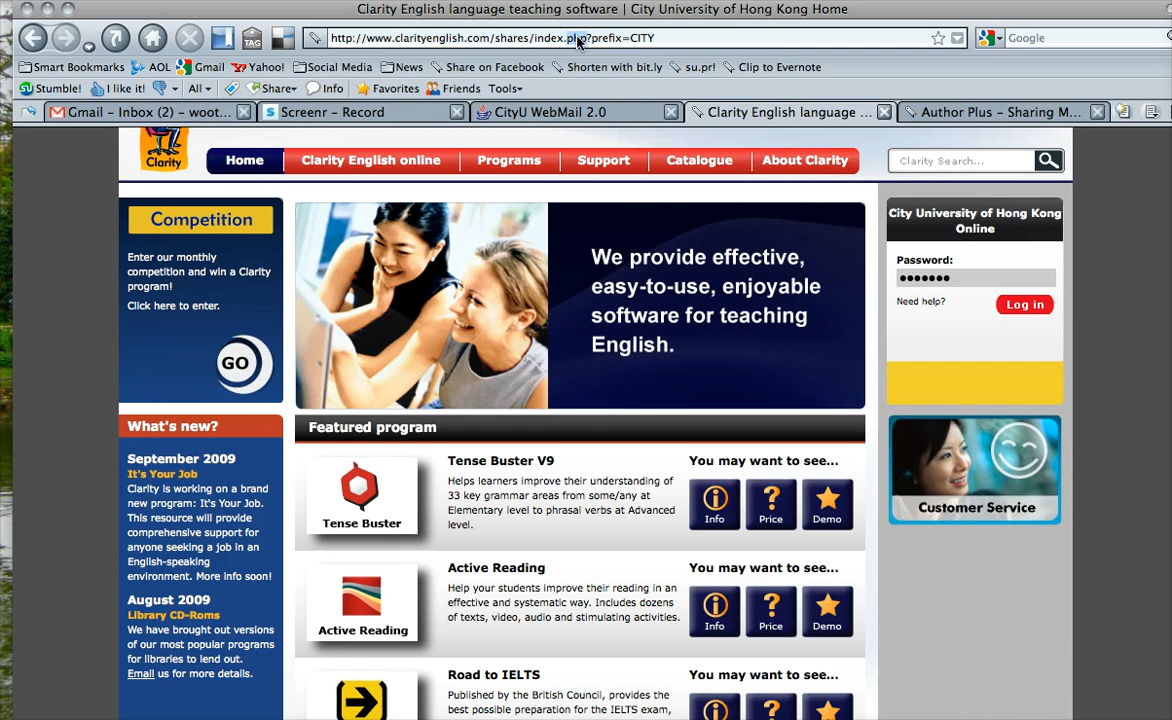 Clarity English language teaching software | City University of Hong Kong Home
http://www.clarityenglish.com/shares/index.php?prefix=CITY
Google
Smart Bookmarks AOL Gmail Yahoo! Social Media News Share on Facebook Shorten with bit.ly su.pr! Clip to Evernote
Stumble! I like it! All Share Info Favorites Friends Tools
Gmail – Inbox (2) – woot... Screenr – Record CityU WebMail 2.0 Clarity English language ... Author Plus – Sharing M...
TAG
Clarity
Home Clarity English online Programs Support Catalogue About Clarity
Clarity Search...
Competition
Enter our monthly
competition and win a Clarity
program!
Click here to enter.
GO
We provide effective,
easy-to-use, enjoyable
software for teaching
English.
City University of Hong Kong
Online
Password:
Need help?
Log in
Customer Service
What's new?
September 2009
It's Your Job
Clarity is working on a brand
new program: It's Your Job.
This resource will provide
comprehensive support for
anyone seeking a job in an
English-speaking
environment. More info soon!
August 2009
Library CD-Roms
We have brought out versions
of our most popular programs
for libraries to lend out.
Email us for more details.
Featured program
Tense Buster
Tense Buster V9
Helps learners improve their understanding of
33 key grammar areas from some/any at
Elementary level to phrasal verbs at Advanced
level.
You may want to see...
Info Price Demo
Active Reading
Active Reading
Help your students improve their reading in an
effective and systematic way. Includes dozens
of texts, video, audio and stimulating activities.
You may want to see...
Info Price Demo
Road to IELTS
Published by the British Council, provides the
best possible preparation for the IELTS exam,
You may want to see...